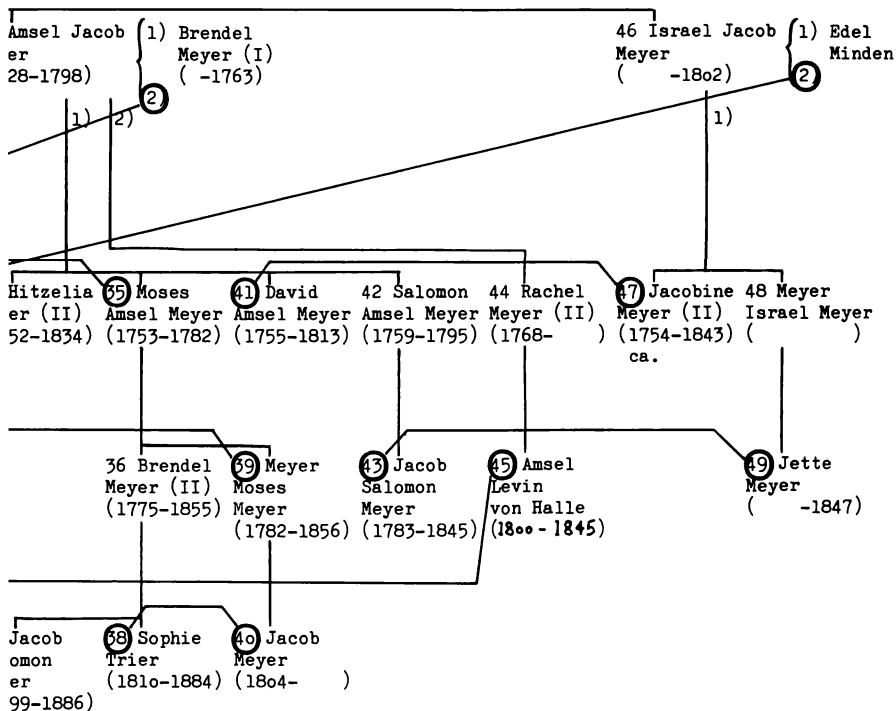 Amsel Jacob
er
28-1798)
1) Brendel
Meyer (I)
( -1763)
2)
46 Israel Jacob
Meyer
( -18o2)
1) Edel
Minden
2)
1)
2)
1)
Hitzelia
er (II)
52-1834)
35 Moses
Amsel Meyer
(1753-1782)
41 David
Amsel Meyer
(1755-1813)
42 Salomon
Amsel Meyer
(1759-1795)
44 Rachel
Meyer (II)
(1768- )
47 Jacobine
Meyer (II)
(1754-1843)
ca.
48 Meyer
Israel Meyer
( )
36 Brendel
Meyer (II)
(1775-1855)
39 Meyer
Moses
Meyer
(1782-1856)
43 Jacob
Salomon
Meyer
(1783-1845)
45 Amsel
Levin
von Halle
(1800-1845)
49 Jette
Meyer
( -1847)
Jacob
omon
er
99-1886)
38 Sophie
Trier
(181o-1884)
4o Jacob
Meyer
(18o4- )